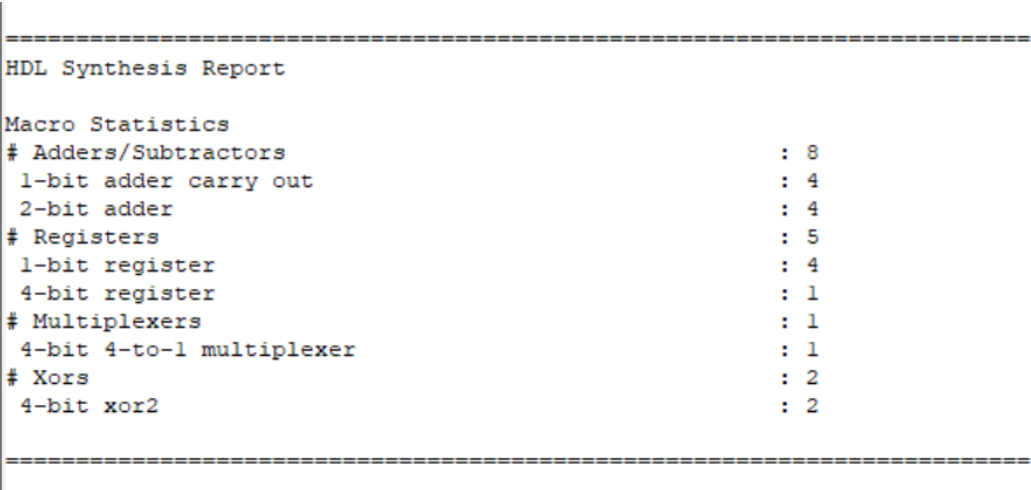 =========================================================================
HDL Synthesis Report
Macro Statistics
# Adders/Subtractors : 8
1-bit adder carry out : 4
2-bit adder : 4
# Registers : 5
1-bit register : 4
4-bit register : 1
# Multiplexers : 1
4-bit 4-to-1 multiplexer : 1
# Xors : 2
4-bit xor2 : 2
=========================================================================